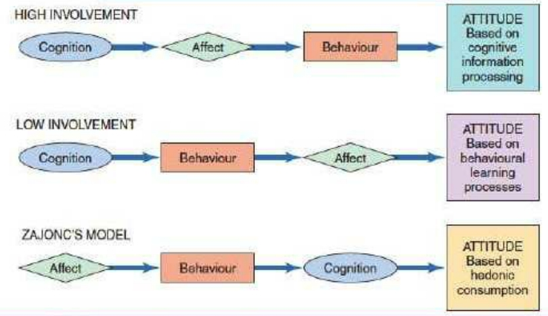 HIGH INVOLVEMENT
Cognition
Affect
Behaviour
ATTITUDE
Based on
cognitive
information
processing
LOW INVOLVEMENT
Cognition
Behaviour
Affect
ATTITUDE
Based on
behavioural
learning
processes
ZAJONC'S MODEL
Affect
Behaviour
Cognition
ATTITUDE
Based on
hedonic
consumption